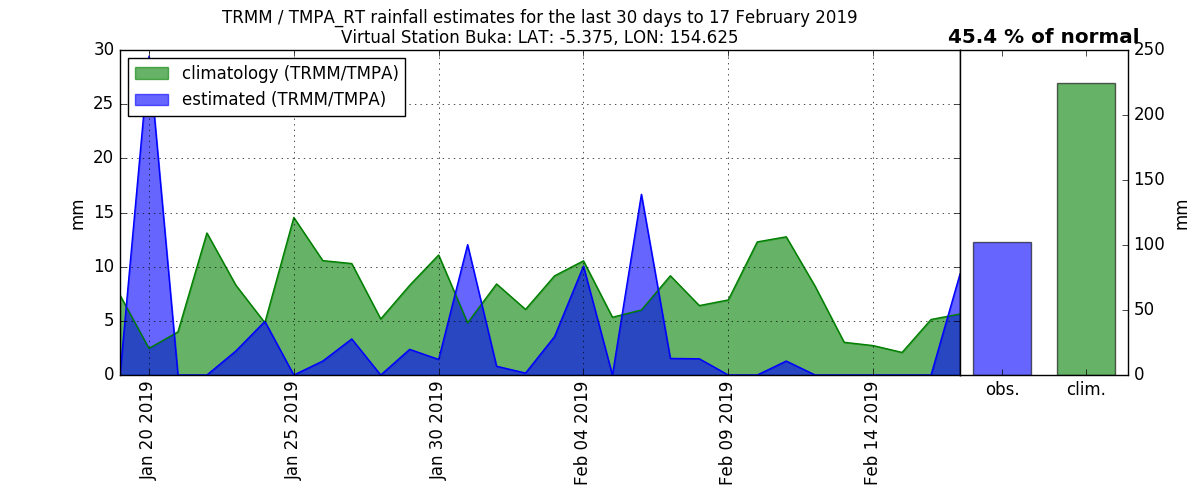 TRMM / TMPA_RT rainfall estimates for the last 30 days to 17 February 2019
Virtual Station Buka: LAT: -5.375, LON: 154.625
45.4 % of normal
climatology (TRMM/TMPA)
estimated (TRMM/TMPA)
30
25
20
15
10
5
0
mm
Jan 20 2019
Jan 25 2019
Jan 30 2019
Feb 04 2019
Feb 09 2019
Feb 14 2019
obs.
clim.
250
200
150
100
50
0
mm